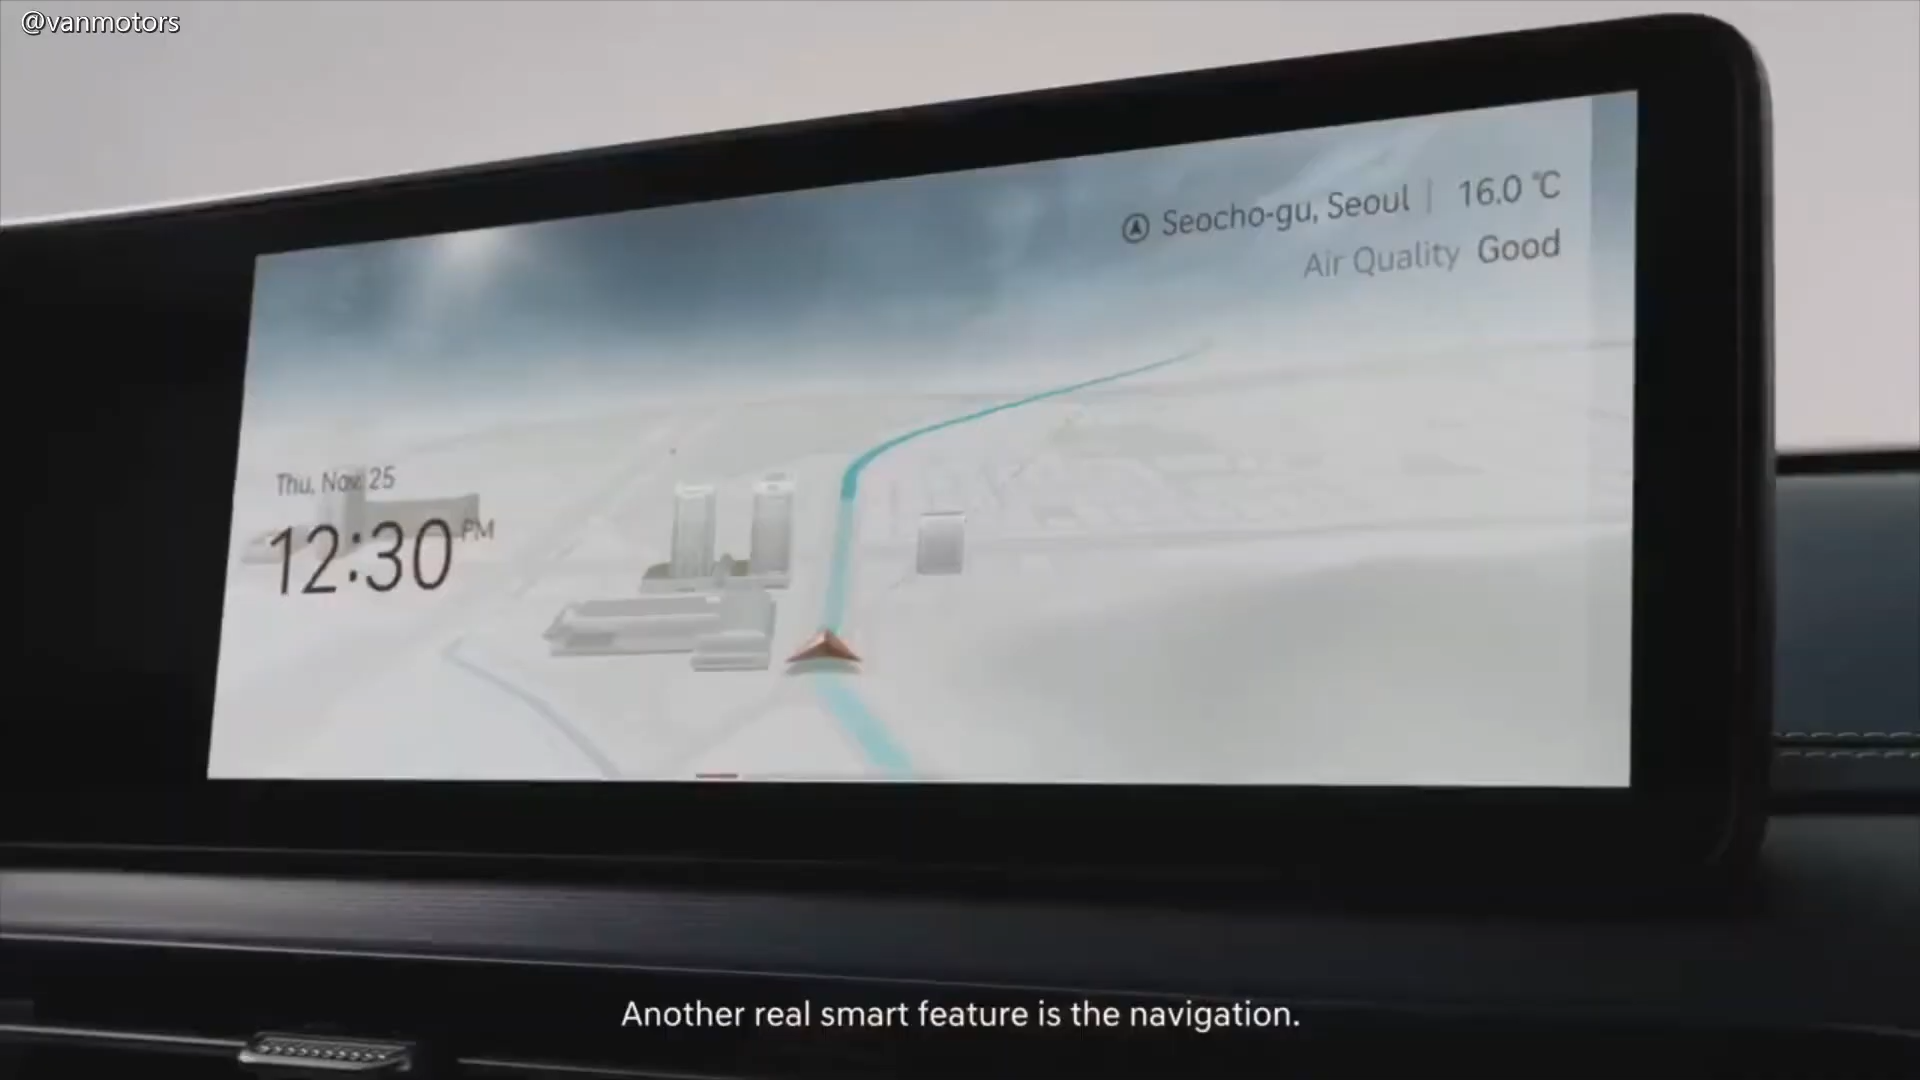 @vanmotors
Seocho-gu, Seoul | 16.0 °C
Air Quality Good
Thu, Nov. 25
12:30 PM
Another real smart feature is the navigation.